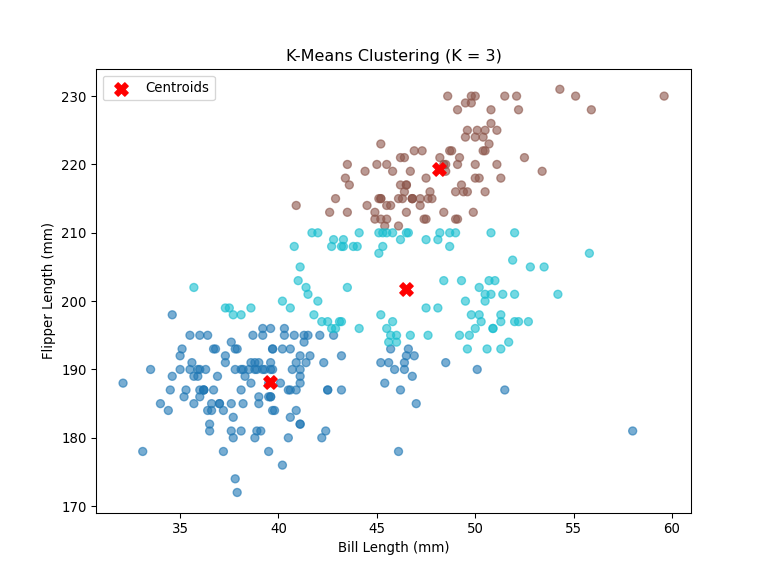 K-Means Clustering (K = 3)
Centroids
230
220
210
200
190
180
170
Flipper Length (mm)
35 40 45 50 55 60
Bill Length (mm)